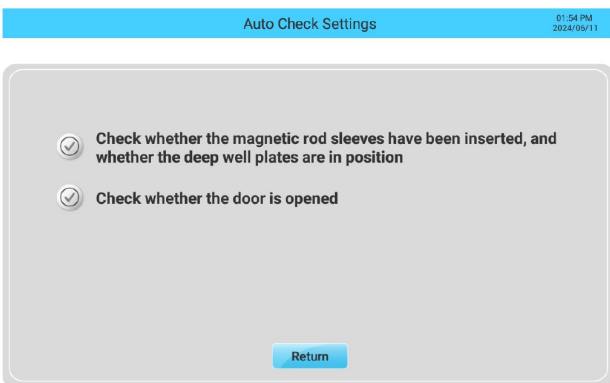 Auto Check Settings
01:54 PM
2024/06/11
Check whether the magnetic rod sleeves have been inserted, and
whether the deep well plates are in position
Check whether the door is opened
Return